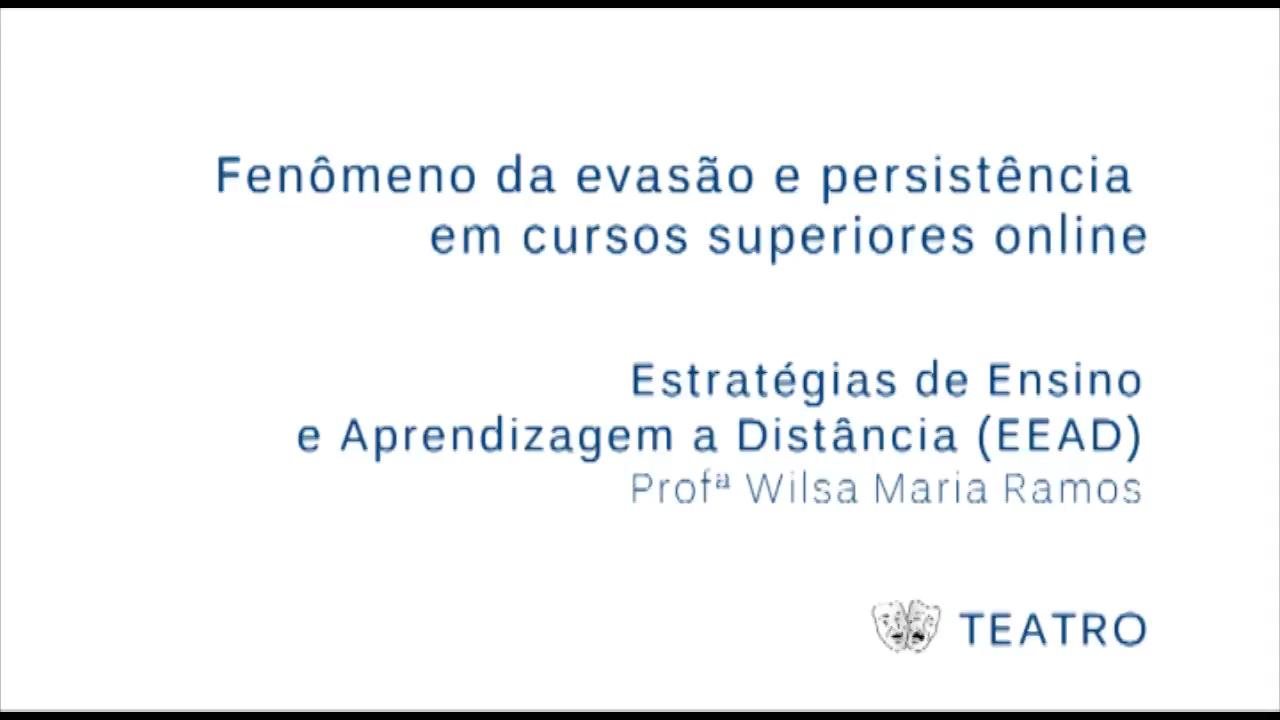 Fenômeno da evasão e persistência
em cursos superiores online
Estratégias de Ensino
e Aprendizagem a Distância (EEAD)
Profª Wilsa Maria Ramos
TEATRO